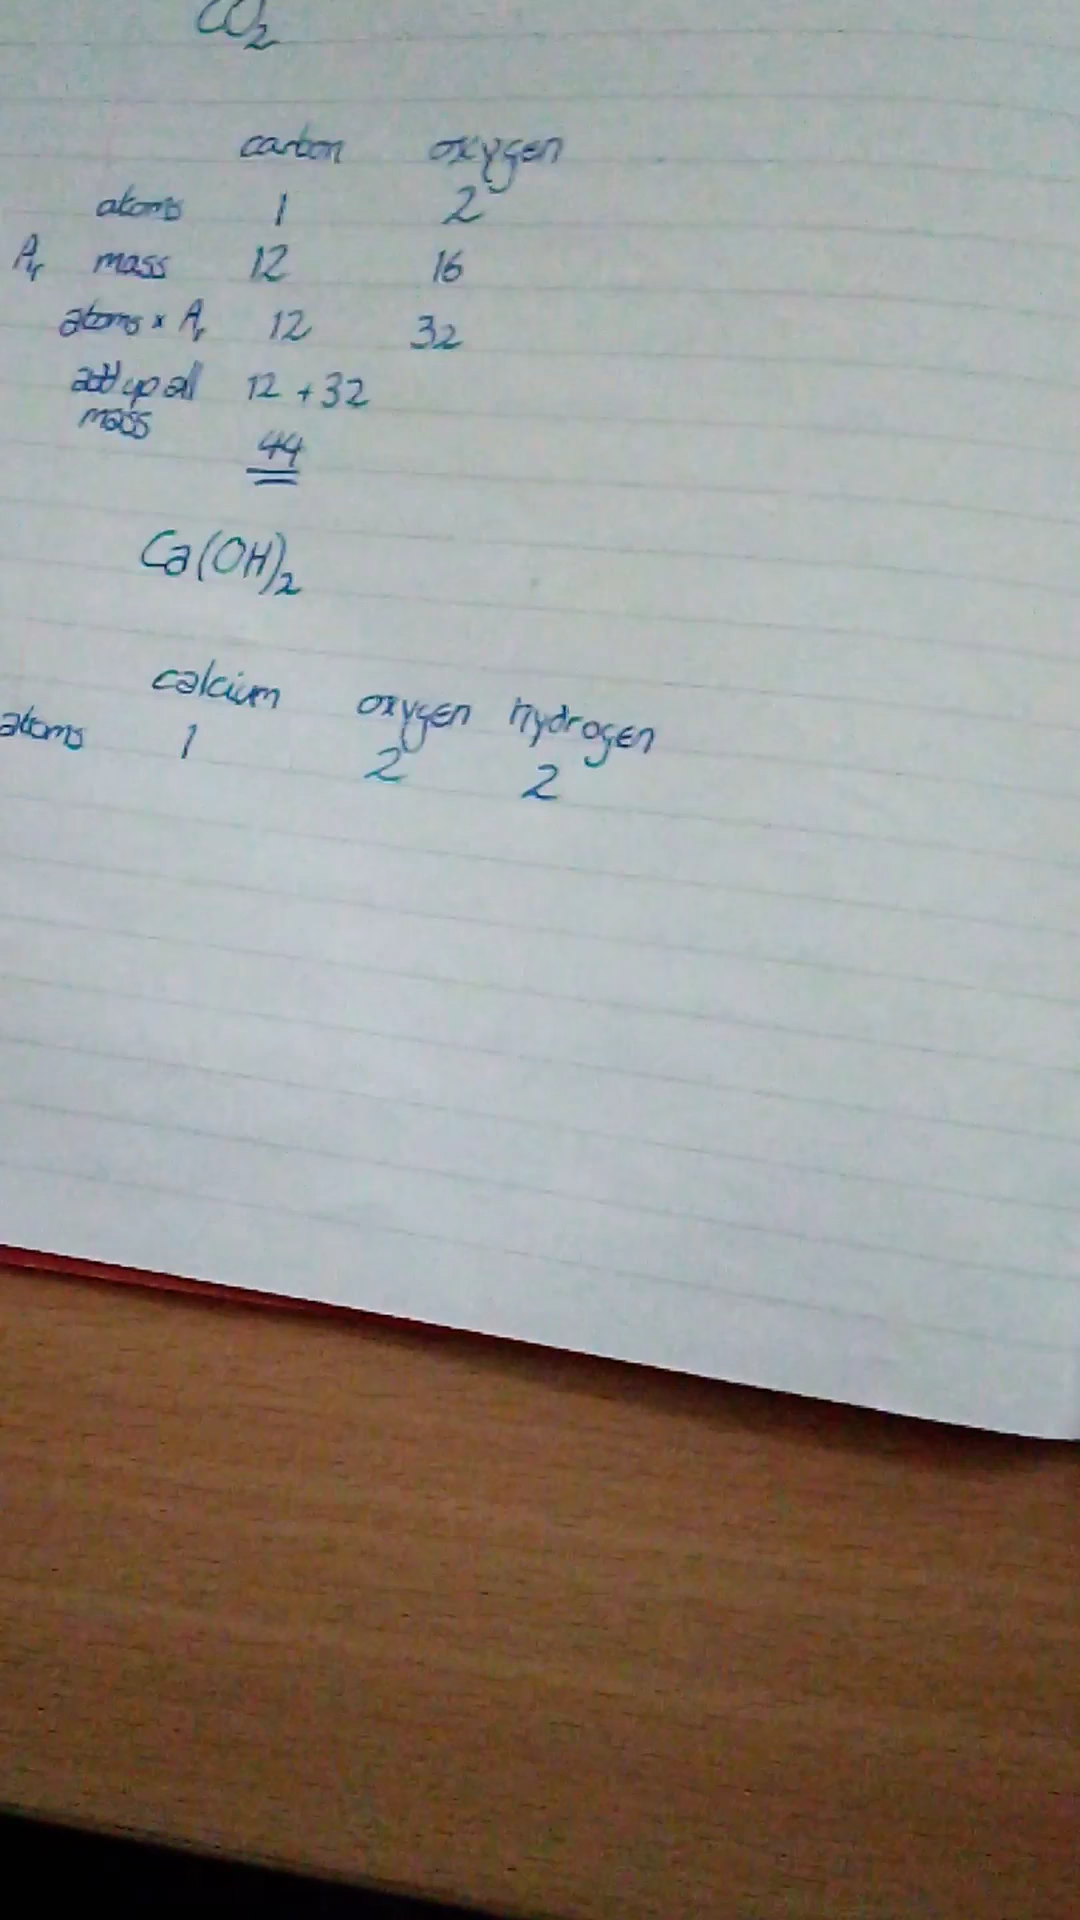 CO₂
carbon oxygen
atoms 1 2
Ar mass 12 16
atoms x Ar 12 32
add up all 12 + 32
mass
44
Ca(OH)₂
calcium oxygen hydrogen
atoms 1 2 2